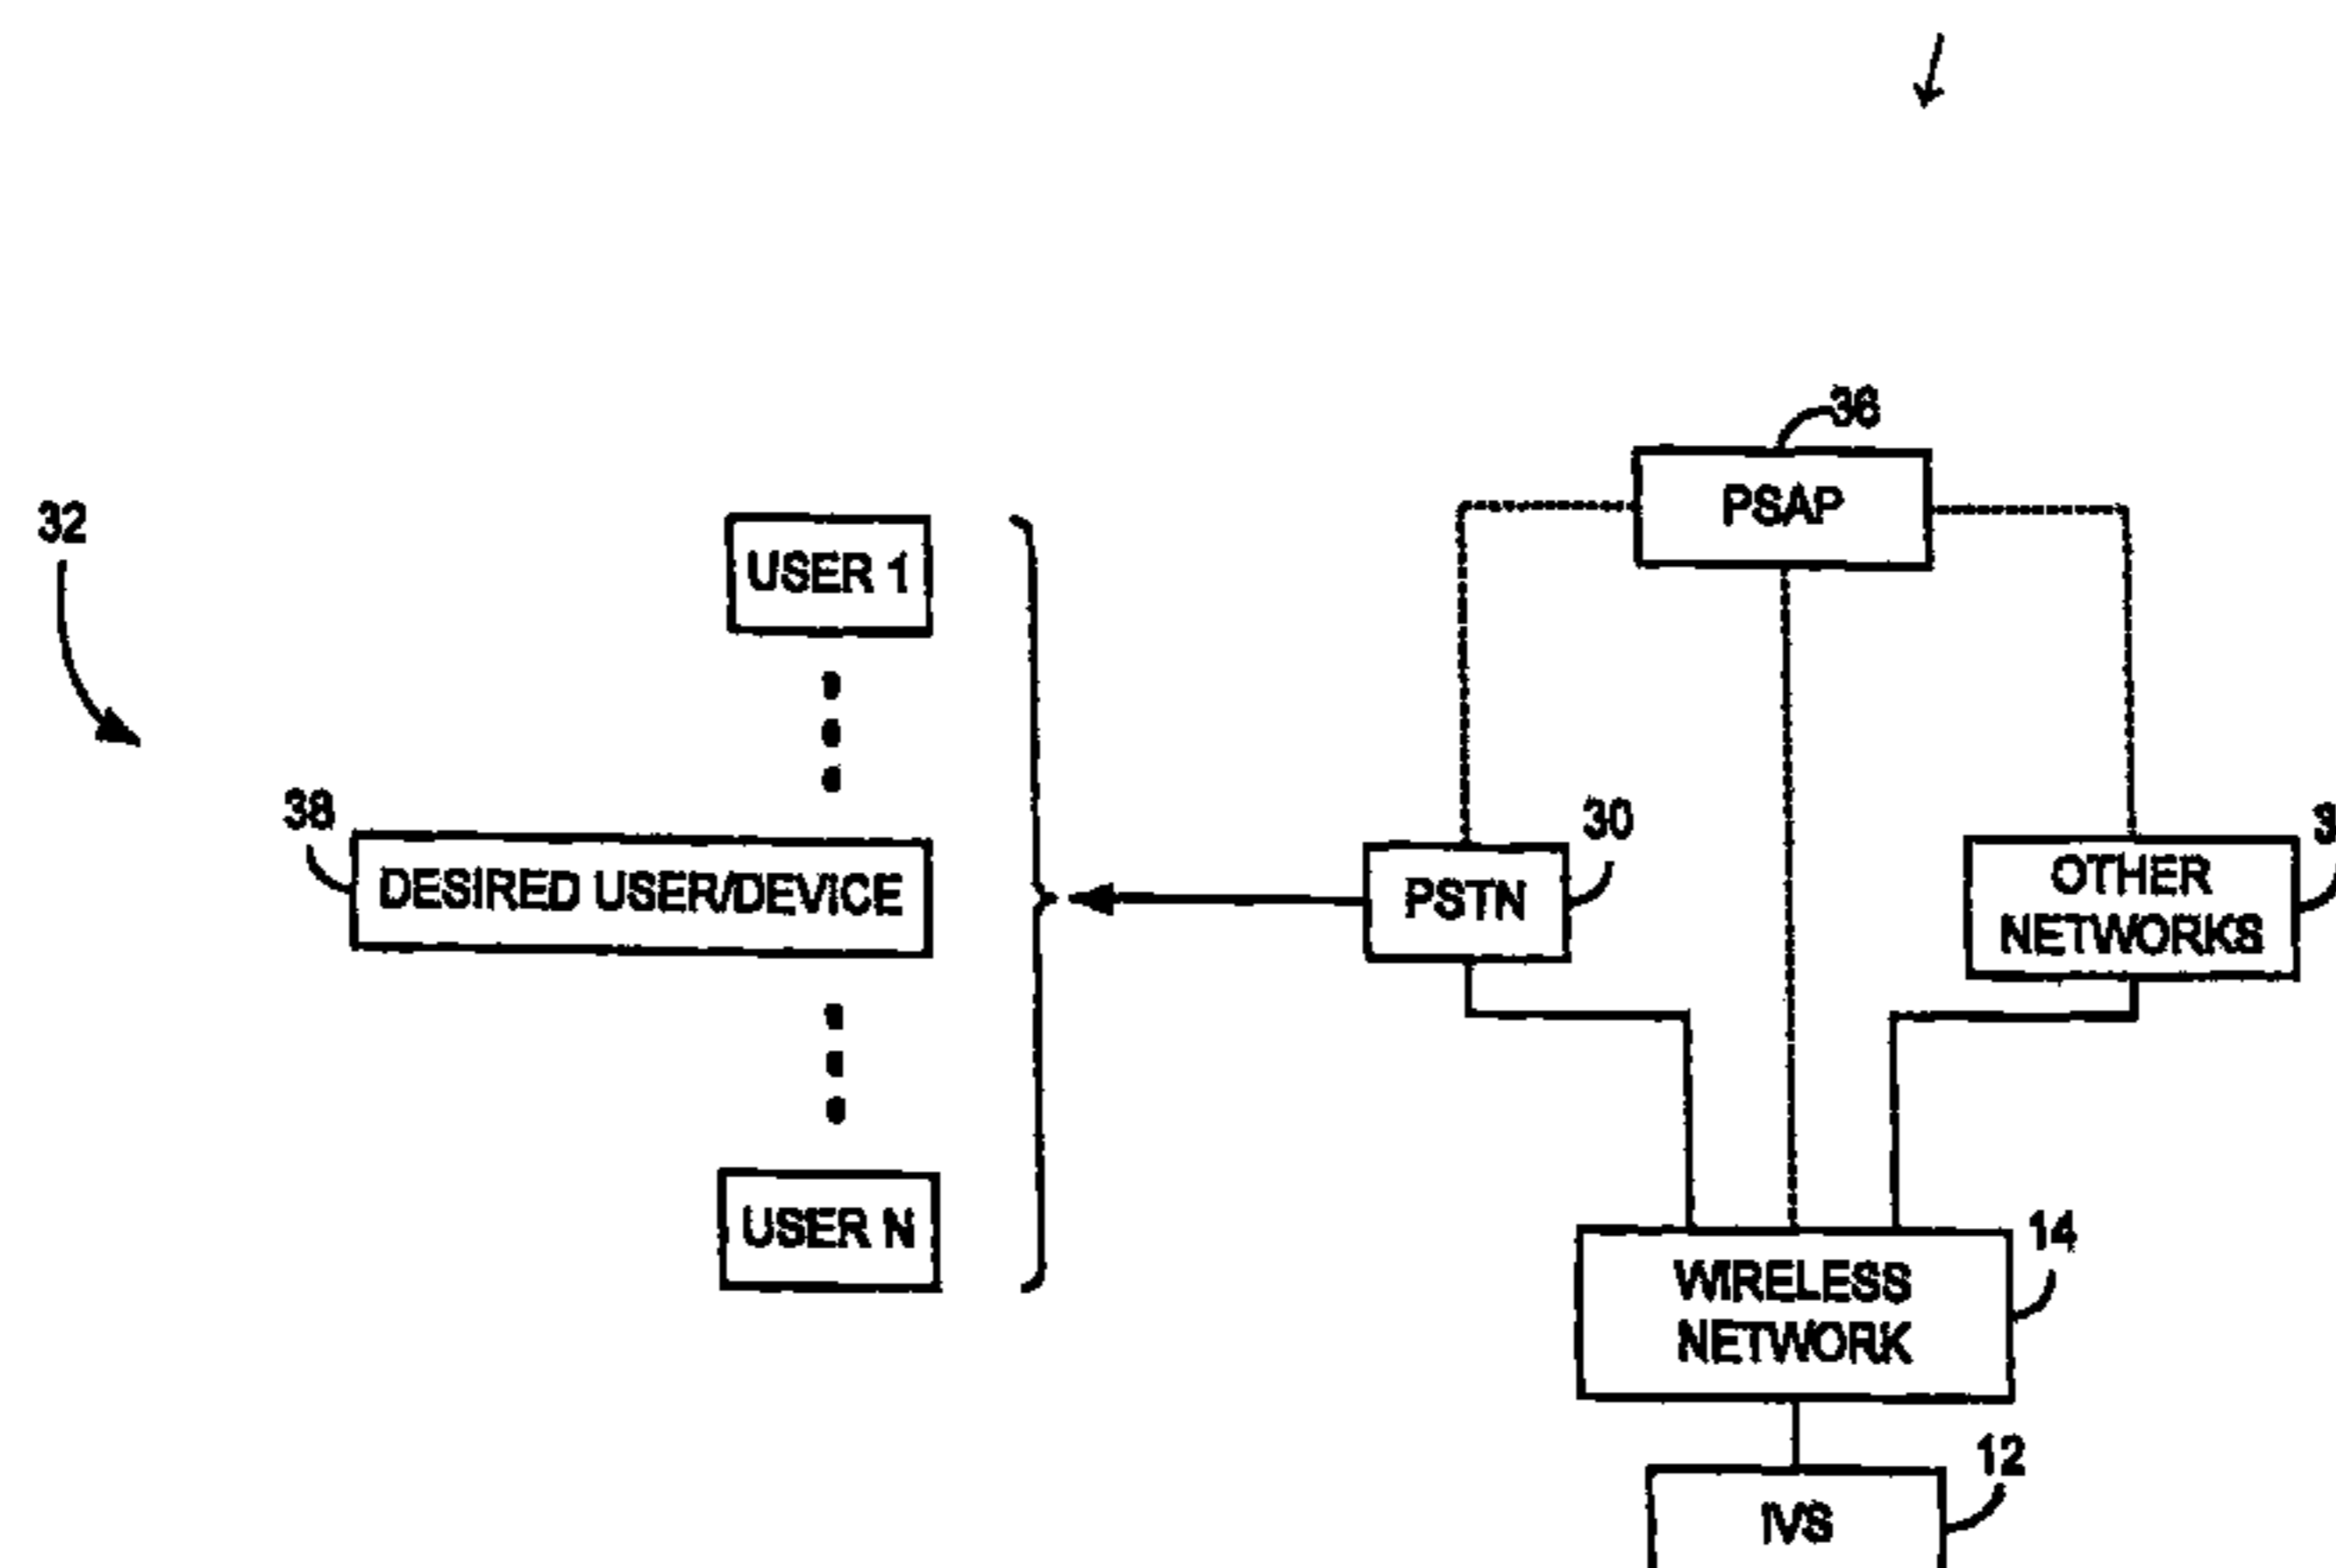 36
PSAP
32
USER 1
38
DESIRED USER/DEVICE
30
PSTN
OTHER
NETWORKS
USER N
14
WIRELESS
NETWORK
12
IVS